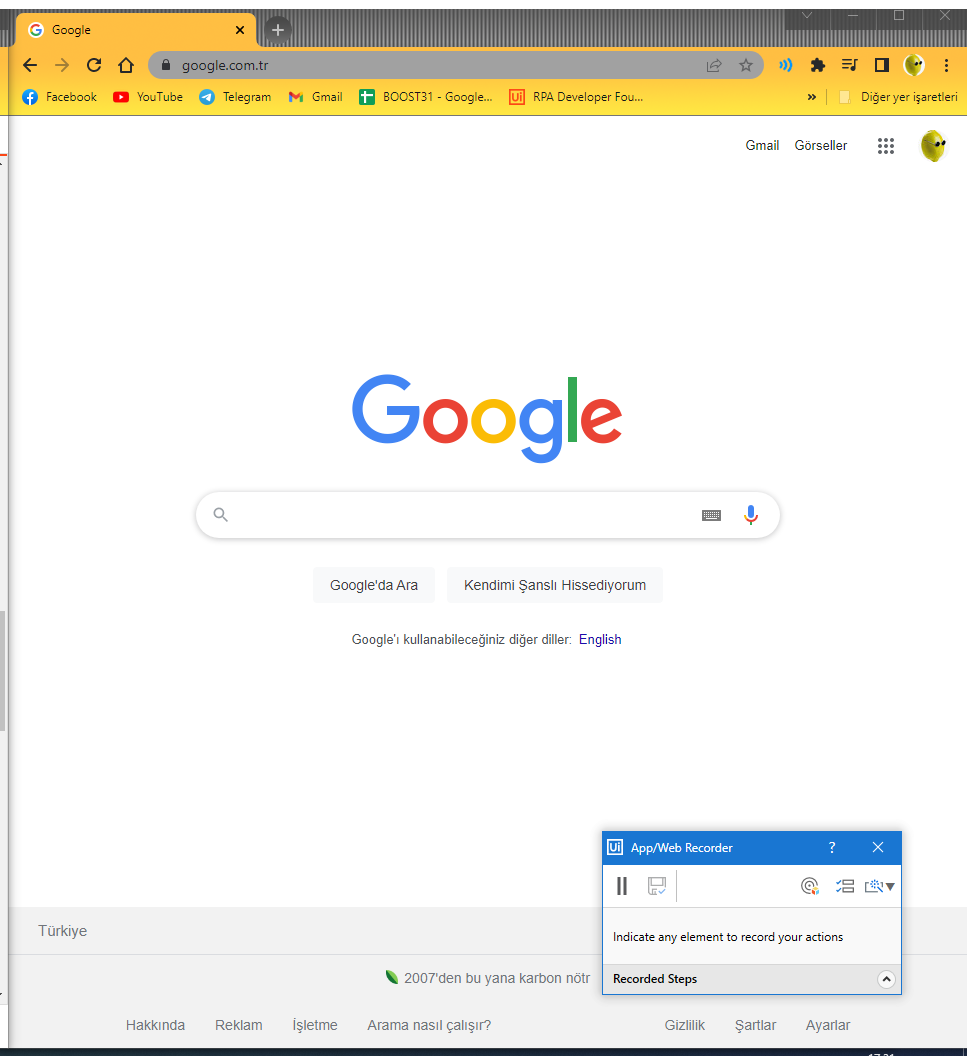 Google
google.com.tr
Facebook YouTube Telegram Gmail BOOST31 - Google... Ui RPA Developer Fou... » Diğer yer işaretleri
Gmail Görseller
Google
Google'da Ara Kendimi Şanslı Hissediyorum
Google'ı kullanabileceğiniz diğer diller: English
Ui App/Web Recorder ?
Indicate any element to record your actions
Recorded Steps
Türkiye
2007'den bu yana karbon nötr
Hakkında Reklam İşletme Arama nasıl çalışır? Gizlilik Şartlar Ayarlar